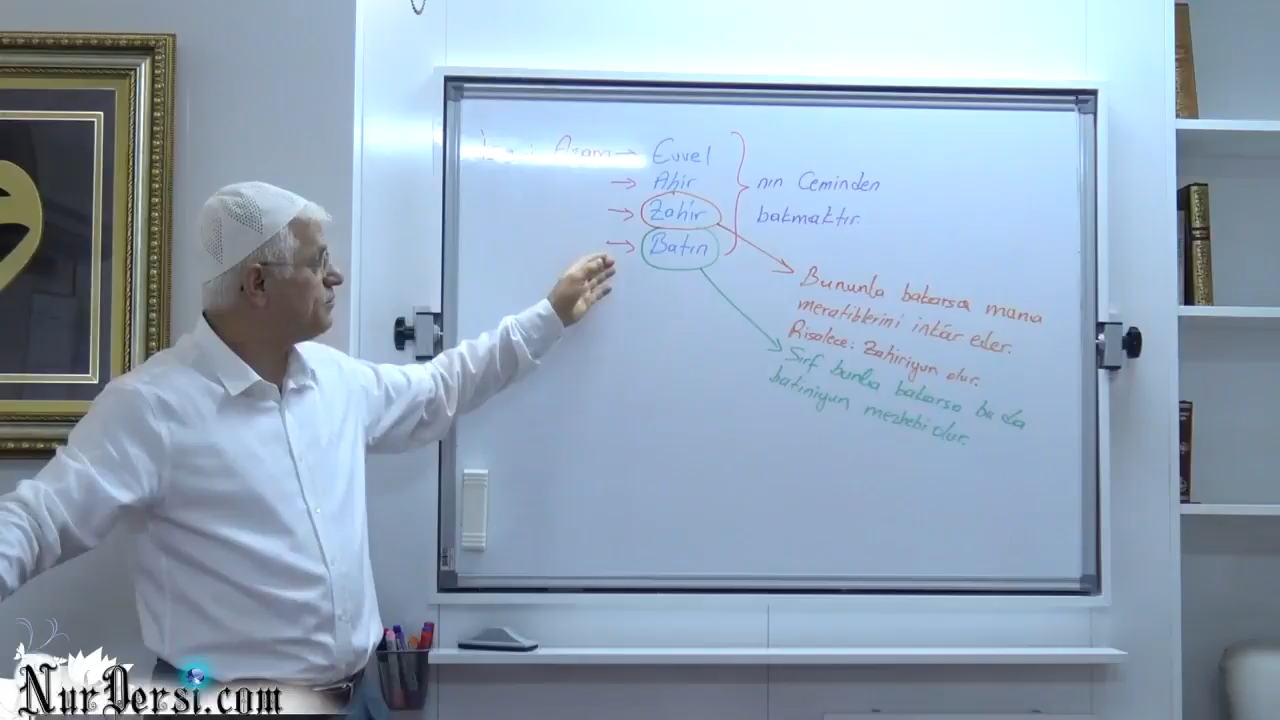 Azam → Evvel
→ Ahir
→ Zahir
→ Batın
nın Ceminden
bakmaktır.
Bununla bakarsa mana
meratiblerini inkâr eder.
Risalece: Zahiriyun olur.
Sırf bunla bakarsa bu da
batıniyun mezhebi olur.
NurDersi.com